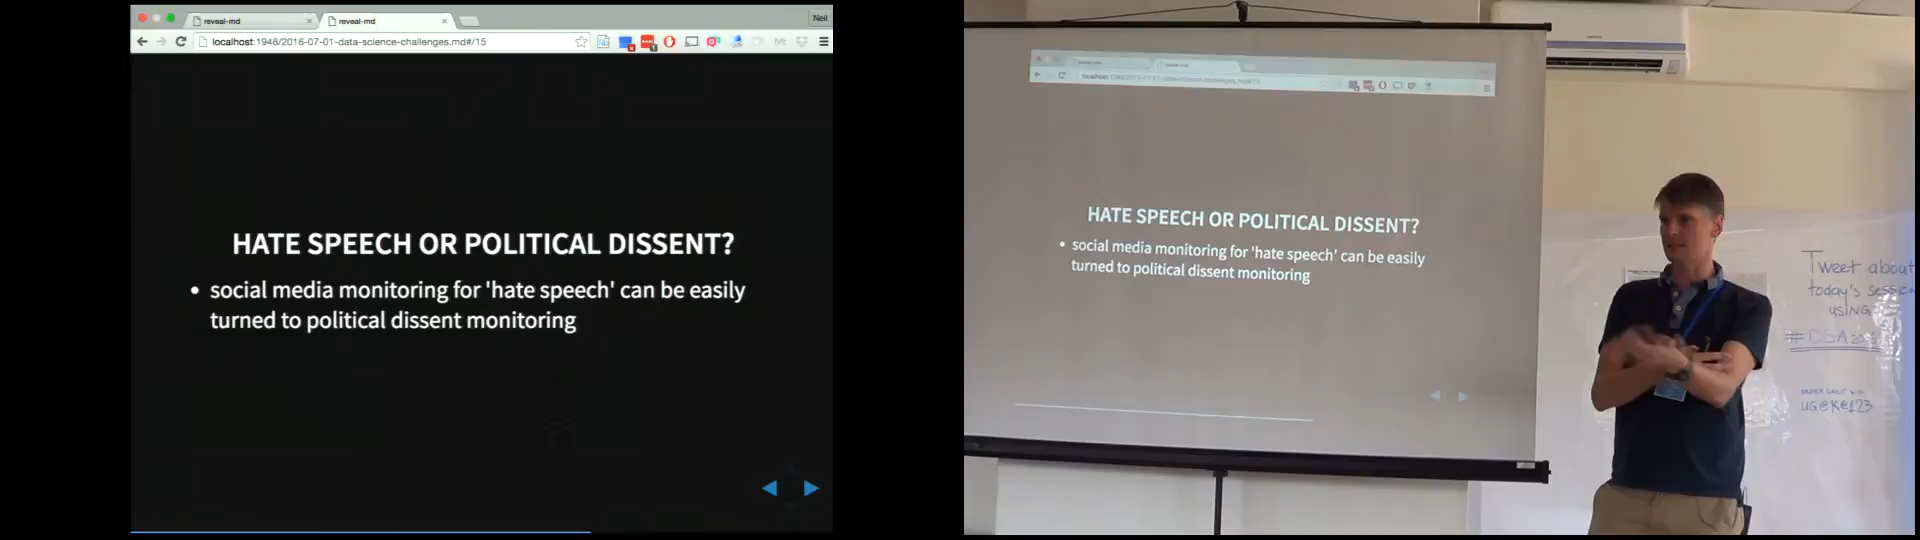 reveal-md
reveal-md
Neil
localhost:1948/2016-07-01-data-science-challenges.md#/15
HATE SPEECH OR POLITICAL DISSENT?
• social media monitoring for 'hate speech' can be easily
turned to political dissent monitoring
HATE SPEECH OR POLITICAL DISSENT?
• social media monitoring for 'hate speech' can be easily
turned to political dissent monitoring
Tweet about
today's
USING